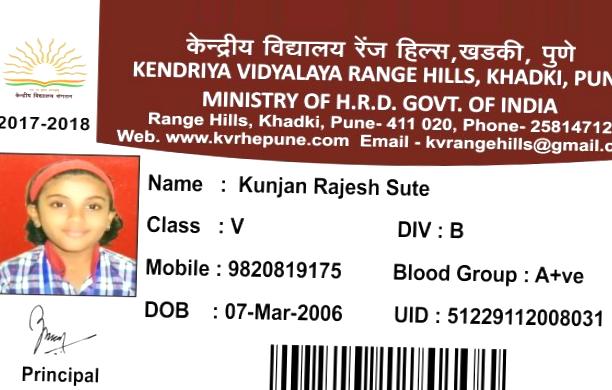 केन्द्रीय विद्यालय रेंज हिल्स,खडकी, पुणे
KENDRIYA VIDYALAYA RANGE HILLS, KHADKI, PUN
MINISTRY OF H.R.D. GOVT. OF INDIA
Range Hills, Khadki, Pune- 411 020, Phone- 25814712
Web. www.kvrhepune.com Email - kvrangehills@gmail.c
केन्द्रीय विद्यालय संगठन
2017-2018
Name : Kunjan Rajesh Sute
Class : V DIV : B
Mobile : 9820819175 Blood Group : A+ve
DOB : 07-Mar-2006 UID : 51229112008031
Principal